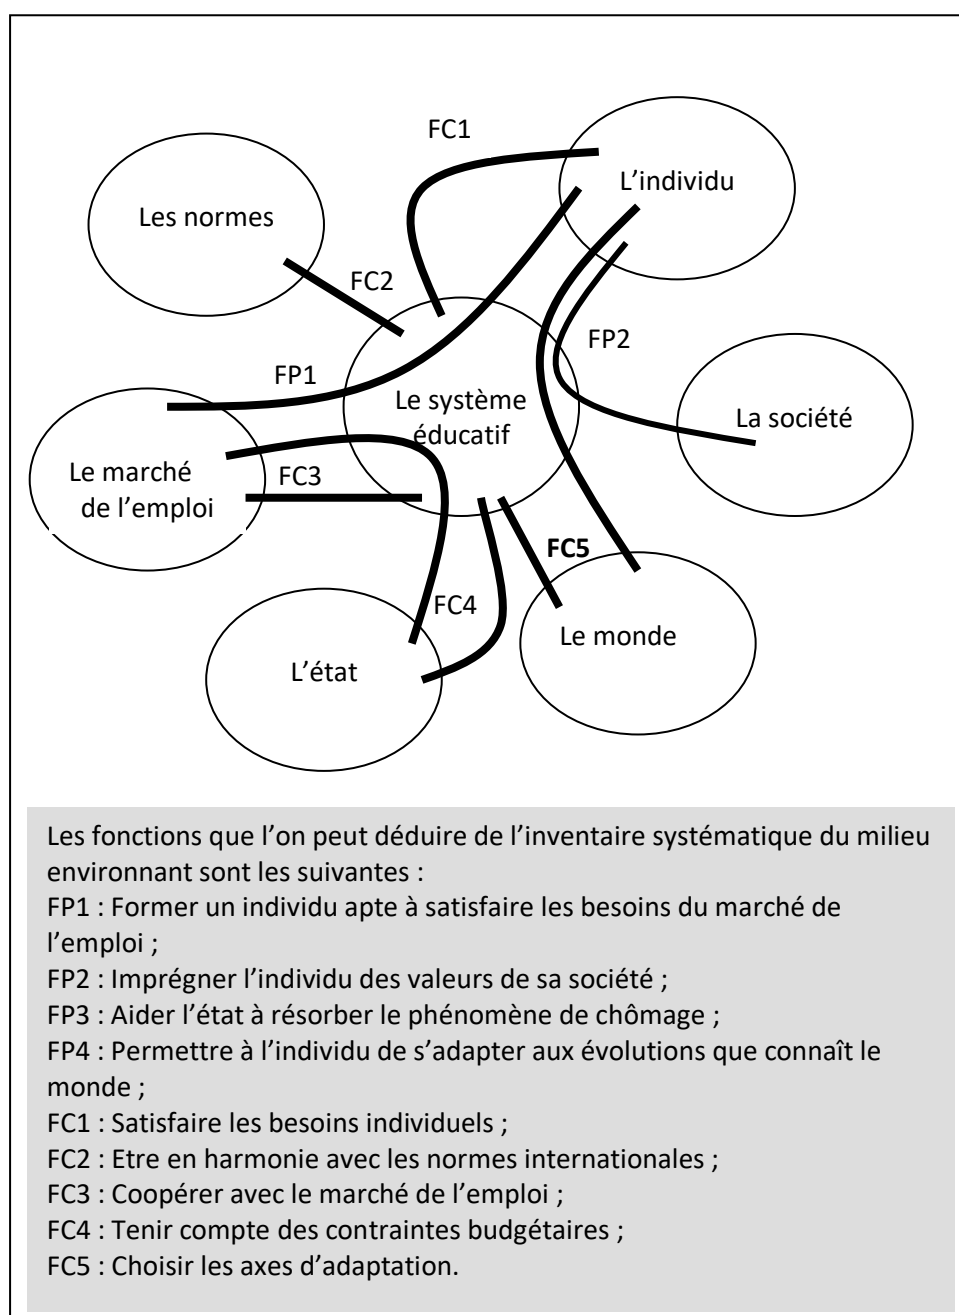 FC1
L’individu
Les normes
FC2
FP2
FP1
Le système
éducatif
La société
Le marché
de l’emploi
FC3
FC5
FC4
Le monde
L’état
Les fonctions que l’on peut déduire de l’inventaire systématique du milieu
environnant sont les suivantes :
FP1 : Former un individu apte à satisfaire les besoins du marché de
l’emploi ;
FP2 : Imprégner l’individu des valeurs de sa société ;
FP3 : Aider l’état à résorber le phénomène de chômage ;
FP4 : Permettre à l’individu de s’adapter aux évolutions que connaît le
monde ;
FC1 : Satisfaire les besoins individuels ;
FC2 : Etre en harmonie avec les normes internationales ;
FC3 : Coopérer avec le marché de l’emploi ;
FC4 : Tenir compte des contraintes budgétaires ;
FC5 : Choisir les axes d’adaptation.